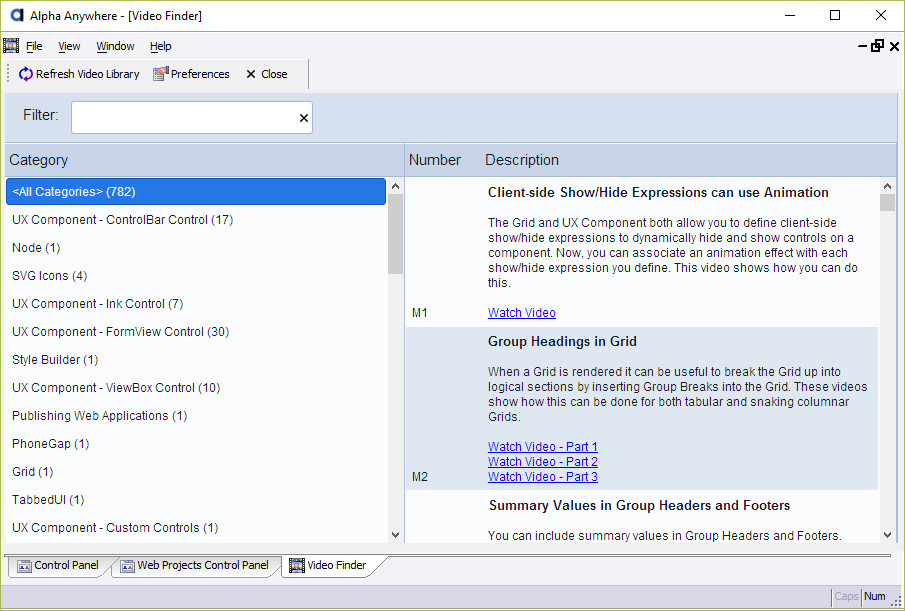 Alpha Anywhere - [Video Finder]
File View Window Help
Refresh Video Library Preferences Close
Filter:
Category
<All Categories> (782)
UX Component - ControlBar Control (17)
Node (1)
SVG Icons (4)
UX Component - Ink Control (7)
UX Component - FormView Control (30)
Style Builder (1)
UX Component - ViewBox Control (10)
Publishing Web Applications (1)
PhoneGap (1)
Grid (1)
TabbedUI (1)
UX Component - Custom Controls (1)
Number Description
Client-side Show/Hide Expressions can use Animation
The Grid and UX Component both allow you to define client-side
show/hide expressions to dynamically hide and show controls on a
component. Now, you can associate an animation effect with each
show/hide expression you define. This video shows how you can do
this.
M1 Watch Video
Group Headings in Grid
When a Grid is rendered it can be useful to break the Grid up into
logical sections by inserting Group Breaks into the Grid. These videos
show how this can be done for both tabular and snaking columnar
Grids.
Watch Video - Part 1
Watch Video - Part 2
M2 Watch Video - Part 3
Summary Values in Group Headers and Footers
You can include summary values in Group Headers and Footers.
Control Panel Web Projects Control Panel Video Finder
Caps Num